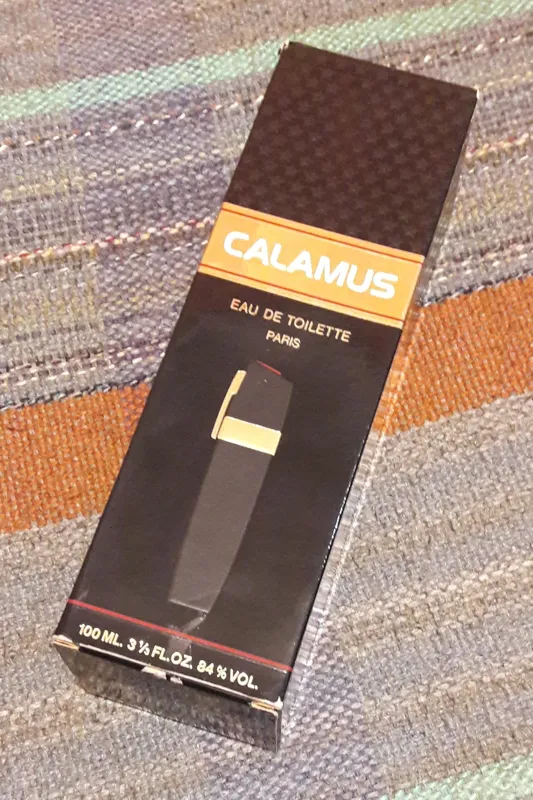 CALAMUS
EAU DE TOILETTE
PARIS
100 ML. 3 ⅓ FL.OZ. 84 % VOL.